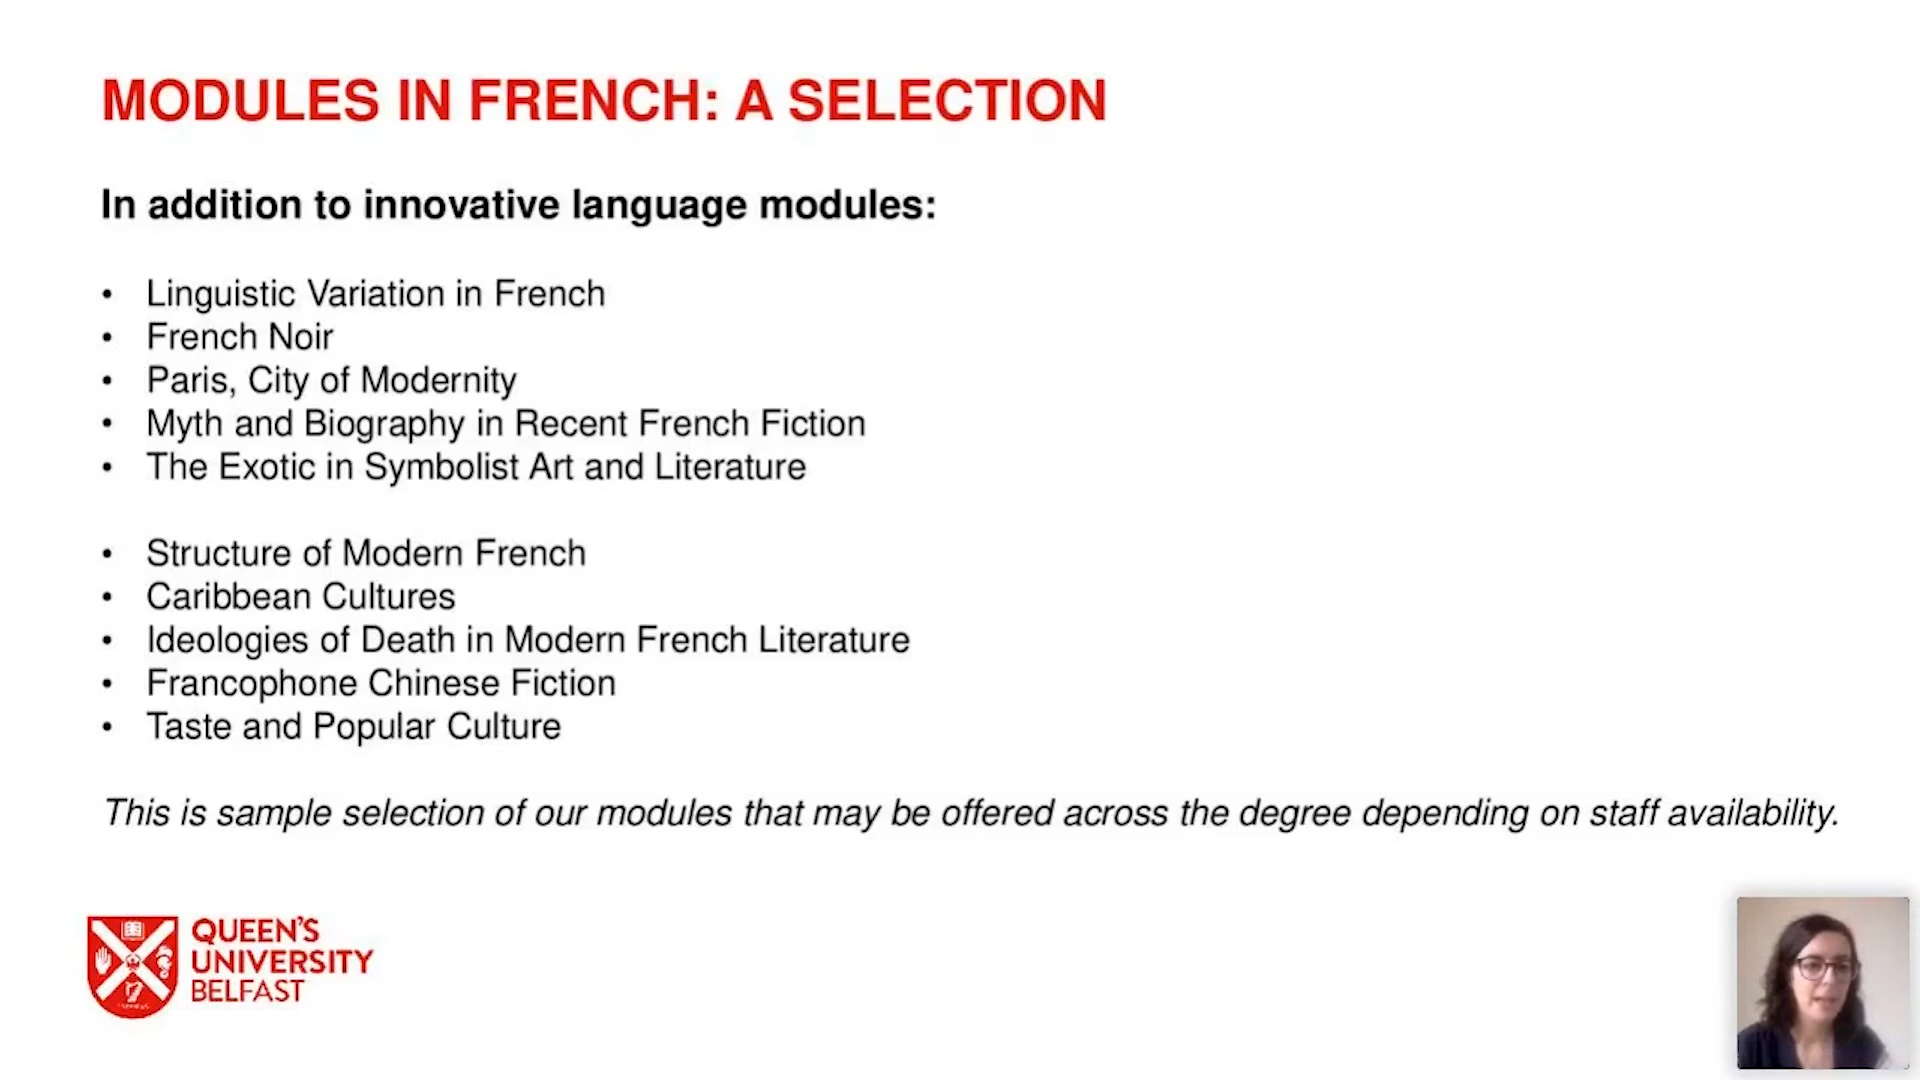 MODULES IN FRENCH: A SELECTION
In addition to innovative language modules:
• Linguistic Variation in French
• French Noir
• Paris, City of Modernity
• Myth and Biography in Recent French Fiction
• The Exotic in Symbolist Art and Literature
• Structure of Modern French
• Caribbean Cultures
• Ideologies of Death in Modern French Literature
• Francophone Chinese Fiction
• Taste and Popular Culture
This is sample selection of our modules that may be offered across the degree depending on staff availability.
QUEEN'S
UNIVERSITY
BELFAST